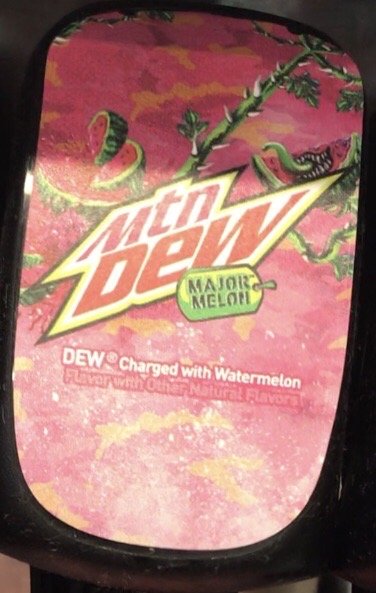 Mtn
DEW
MAJOR
MELON
DEW® Charged with Watermelon
Flavor with Other Natural Flavors